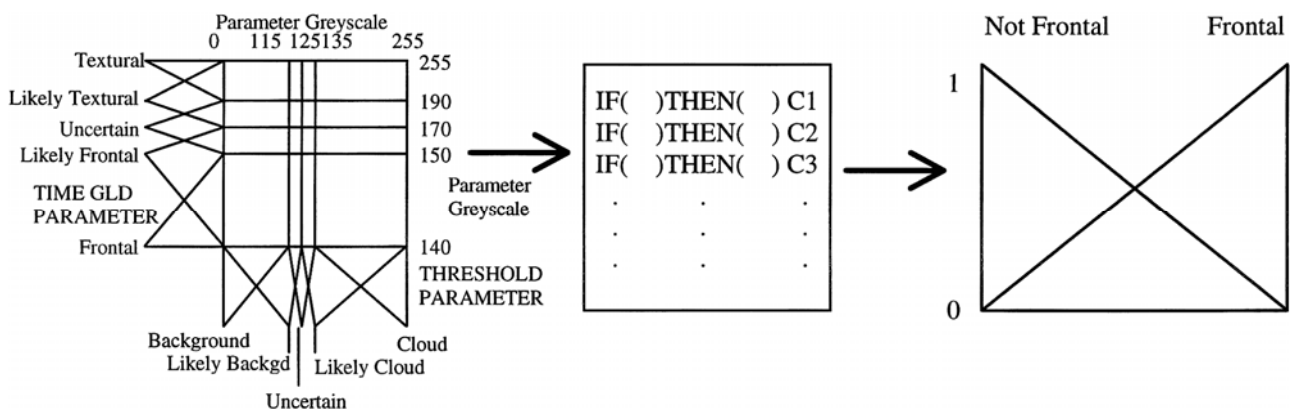 Parameter Greyscale
0 115 125135 255
Textural
255
Likely Textural
190
Uncertain
170
Likely Frontal
150
TIME GLD
PARAMETER
Parameter
Greyscale
Frontal
140
THRESHOLD
PARAMETER
Background
Cloud
Likely Backgd
Likely Cloud
Uncertain
IF( )THEN( ) C1
IF( )THEN( ) C2
IF( )THEN( ) C3
. . .
. . .
. . .
Not Frontal Frontal
1
0